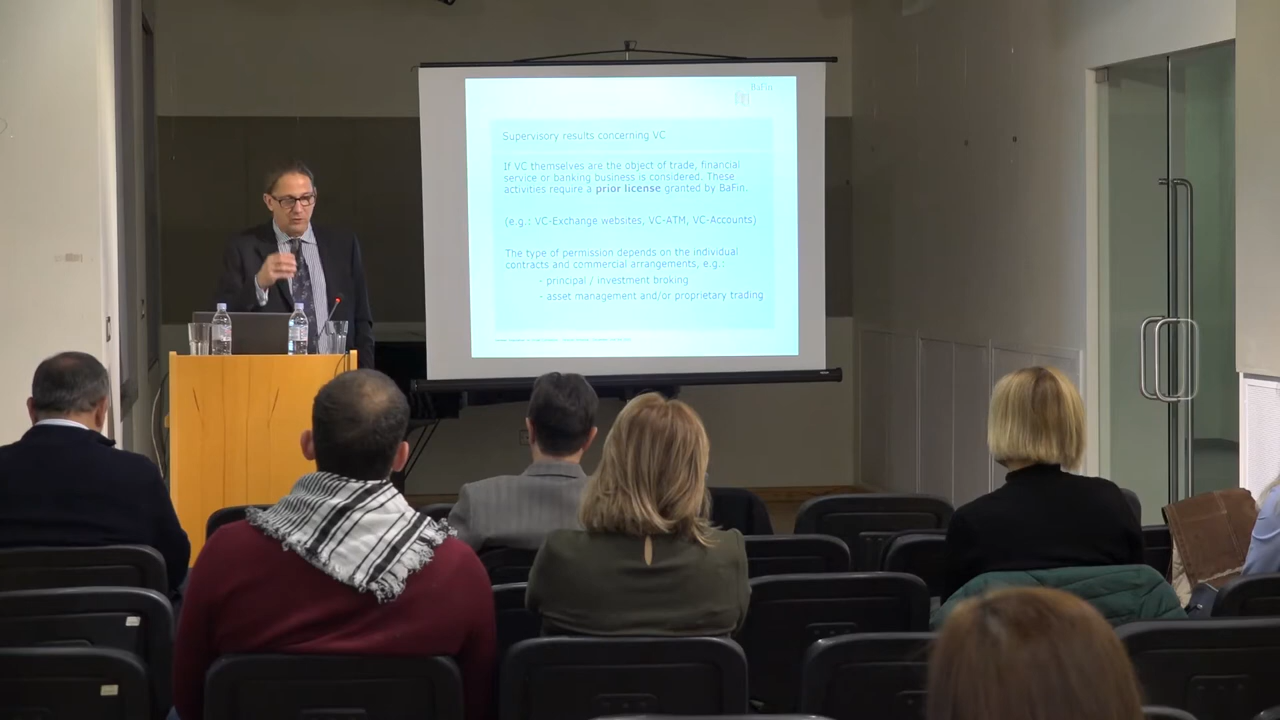 BaFin
Supervisory results concerning VC
If VC themselves are the object of trade, financial
service or banking business is considered. These
activities require a prior license granted by BaFin.
(e.g.: VC-Exchange websites, VC-ATM, VC-Accounts)
The type of permission depends on the individual
contracts and commercial arrangements, e.g.:
- principal / investment broking
- asset management and/or proprietary trading